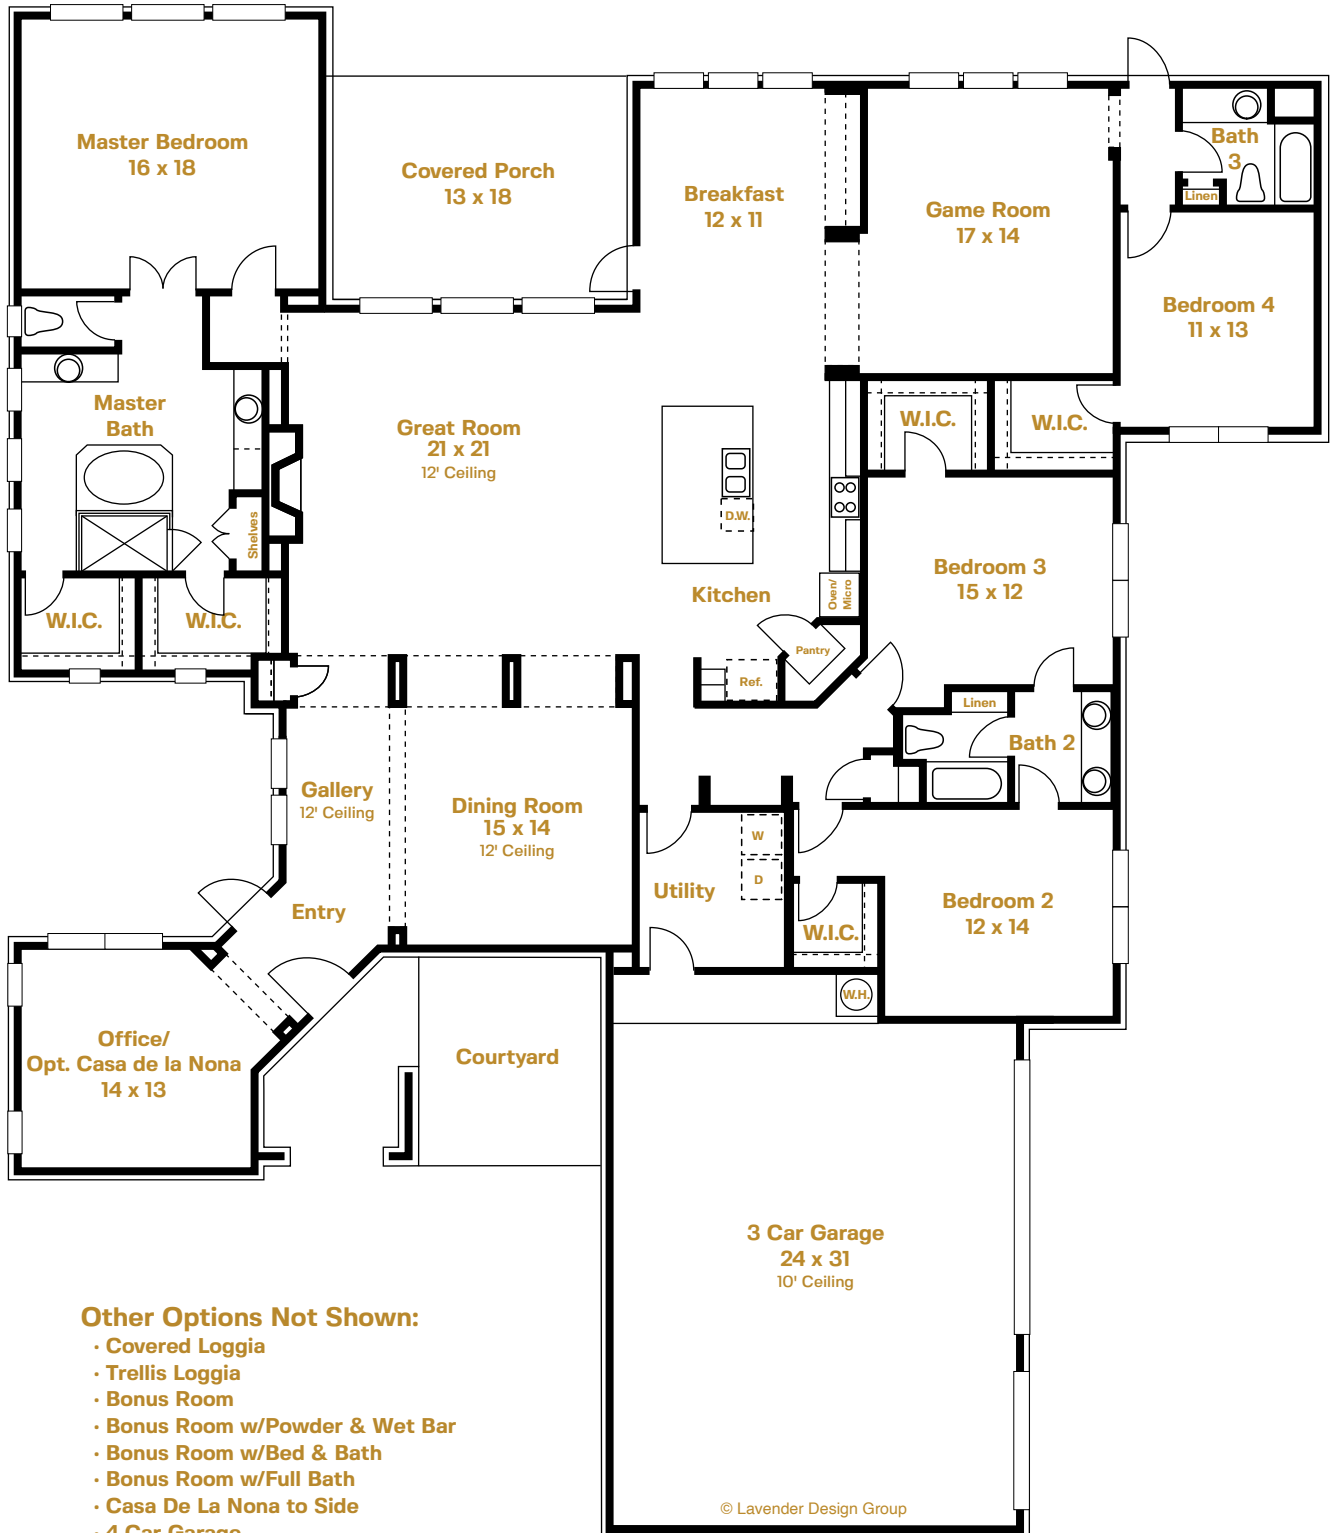 Master Bedroom
16 x 18
Covered Porch
13 x 18
Breakfast
12 x 11
Game Room
17 x 14
Bath
3
Linen
Bedroom 4
11 x 13
Master
Bath
Great Room
21 x 21
12' Ceiling
W.I.C.
W.I.C.
D.W.
Shelves
Bedroom 3
15 x 12
Kitchen
Oven/
Micro
W.I.C.
W.I.C.
Pantry
Ref.
Linen
Bath 2
Gallery
12' Ceiling
Dining Room
15 x 14
12' Ceiling
W
D
Utility
Bedroom 2
12 x 14
Entry
W.I.C.
W.H.
Office/
Opt. Casa de la Nona
14 x 13
Courtyard
3 Car Garage
24 x 31
10' Ceiling
Other Options Not Shown:
· Covered Loggia
· Trellis Loggia
· Bonus Room
· Bonus Room w/Powder & Wet Bar
· Bonus Room w/Bed & Bath
· Bonus Room w/Full Bath
· Casa De La Nona to Side
· 4 Car Garage
© Lavender Design Group